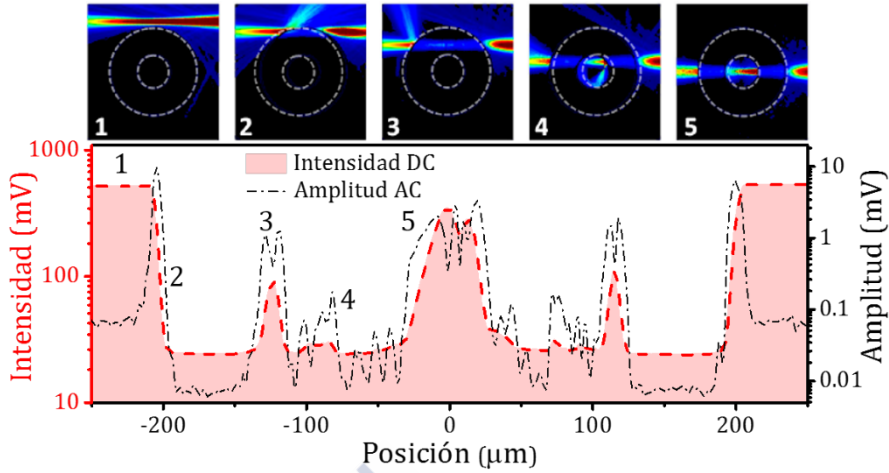 1 2 3 4 5
1000
100
10
Intensidad (mV)
1
2
3
4
5
Intensidad DC
Amplitud AC
10
1
0.1
0.01
Amplitud (mV)
-200 -100 0 100 200
Posición (μm)